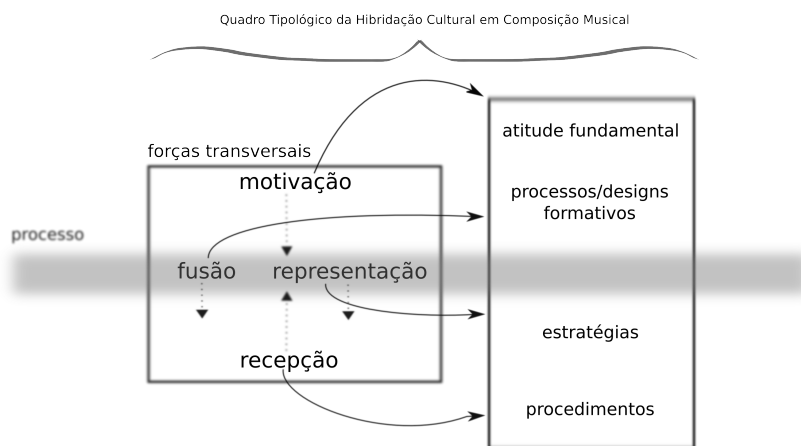 Quadro Tipológico da Hibridação Cultural em Composição Musical
forças transversais
motivação
processo
fusão
representação
recepção
atitude fundamental
processos/designs
formativos
estratégias
procedimentos